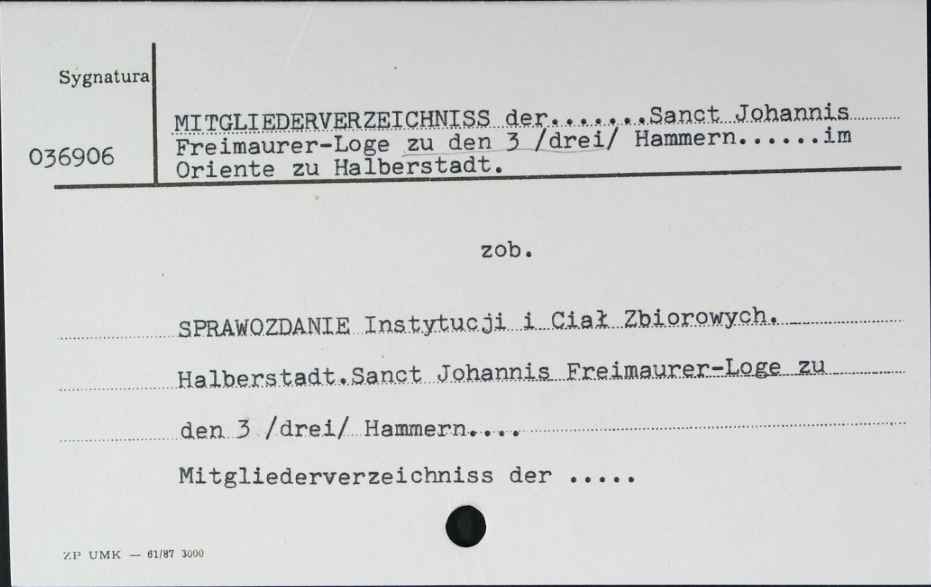 Sygnatura
MITGLIEDERVERZEICHNISS der.......Sanct Johannis
036906
Freimaurer-Loge zu den 3 /drei/ Hammern......im
Oriente zu Halberstadt.
zob.
SPRAWOZDANIE Instytucji i Ciał Zbiorowych.
Halberstadt.Sanct Johannis Freimaurer-Loge zu
den 3 /drei/ Hammern....
Mitgliederverzeichniss der .....
ZP UMK — 61/87 3000